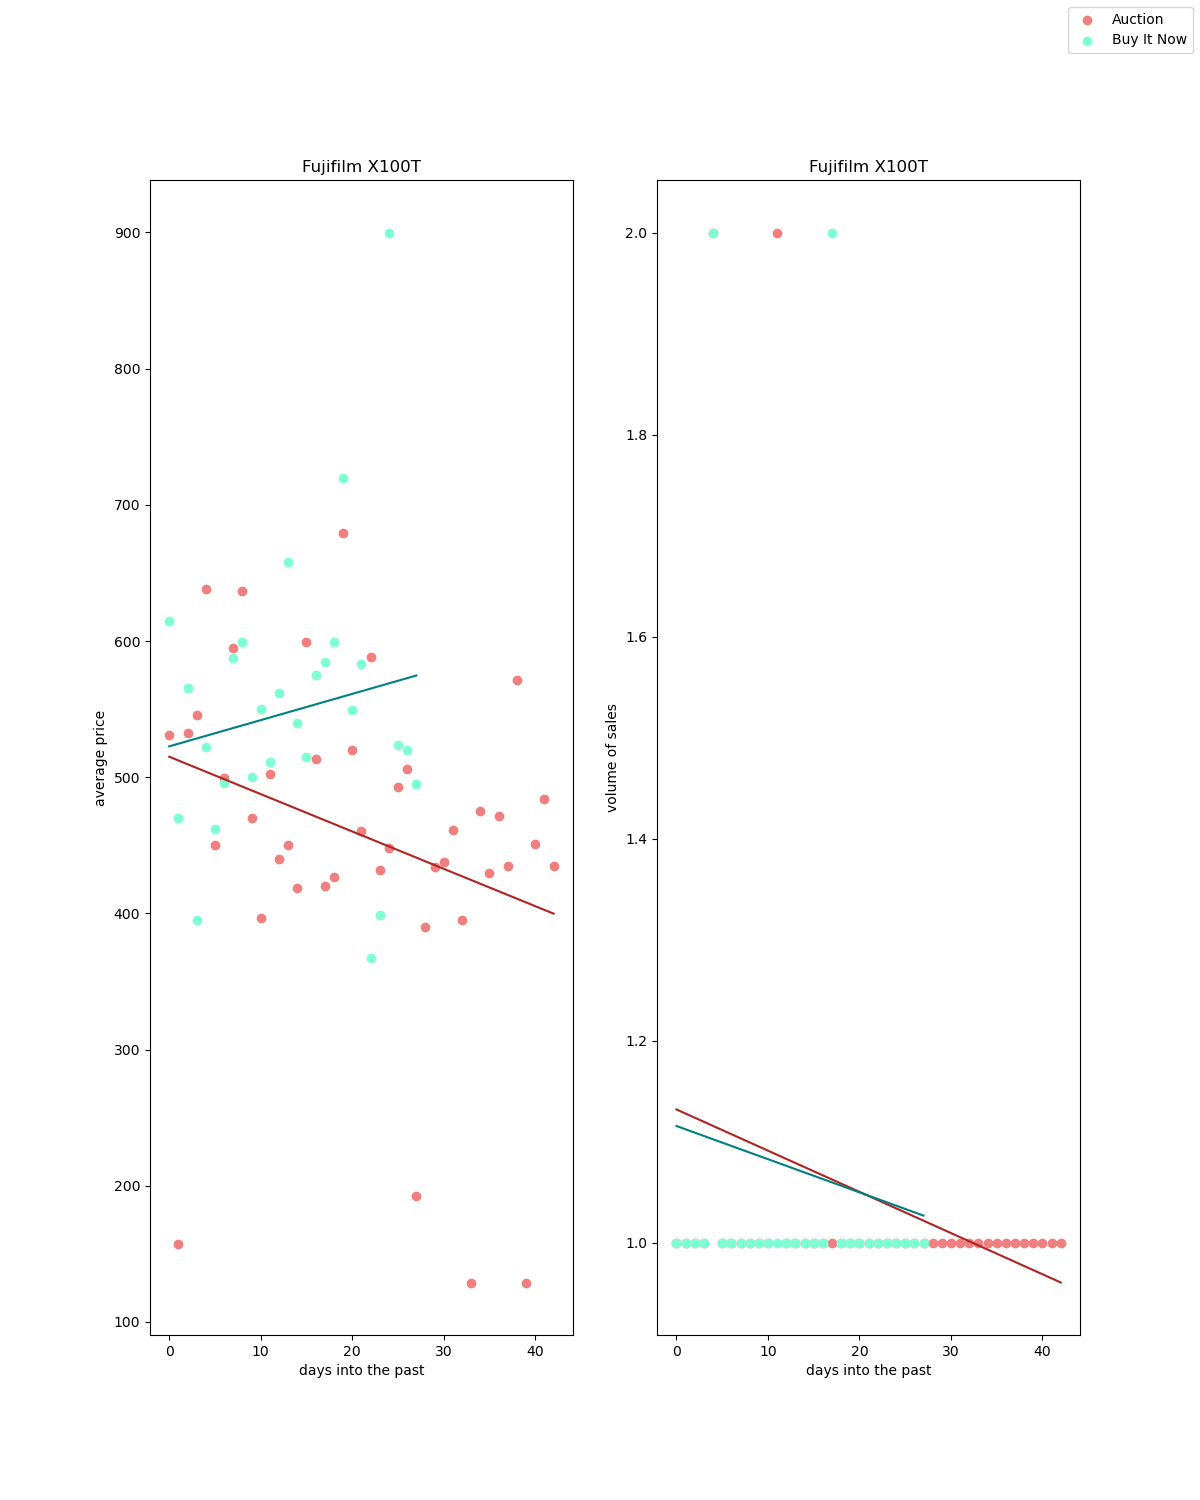 Auction
Buy It Now
Fujifilm X100T
900
800
700
600
500
400
300
200
100
average price
0 10 20 30 40
days into the past
Fujifilm X100T
2.0
1.8
1.6
1.4
1.2
1.0
volume of sales
0 10 20 30 40
days into the past